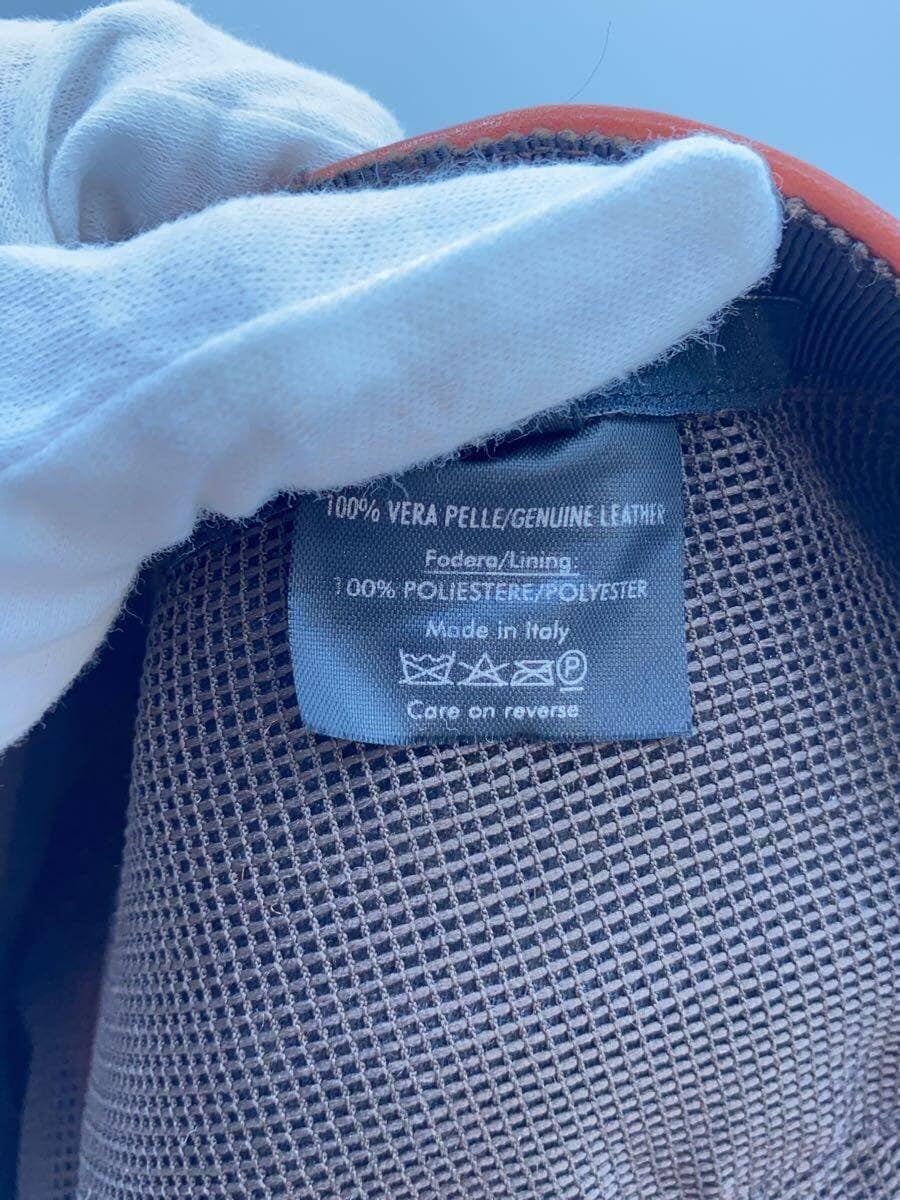 100% VERA PELLE/GENUINE LEATHER
Fodera/Lining:
100% POLIESTERE/POLYESTER
Made in Italy
P
Care on reverse